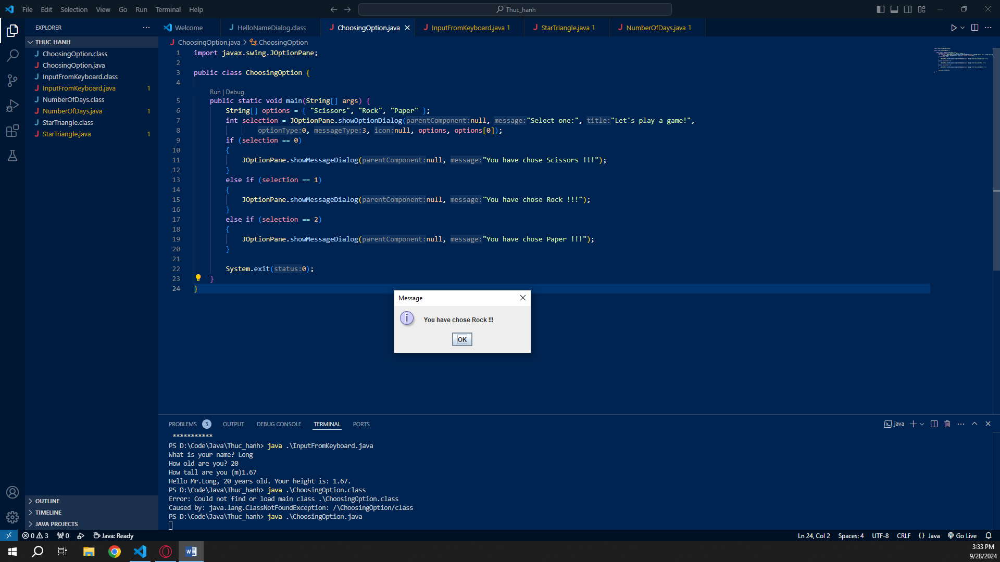 File Edit Selection View Go Run Terminal Help
Thuc_hanh
EXPLORER
THUC_HANH
ChoosingOption.class
ChoosingOption.java
InputFromKeyboard.class
InputFromKeyboard.java 1
NumberOfDays.class
NumberOfDays.java 1
StarTriangle.class
StarTriangle.java 1
OUTLINE
TIMELINE
JAVA PROJECTS
Welcome HelloNameDialog.class ChoosingOption.java InputFromKeyboard.java 1 StarTriangle.java 1 NumberOfDays.java 1
ChoosingOption.java > ChoosingOption
1 import javax.swing.JOptionPane;
2
3 public class ChoosingOption {
4
Run | Debug
5 public static void main(String[] args) {
6 String[] options = { "Scissors", "Rock", "Paper" };
7 int selection = JOptionPane.showOptionDialog(parentComponent:null, message:"Select one:", title:"Let's play a game!",
8 optionType:0, messageType:3, icon:null, options, options[0]);
9 if (selection == 0)
10 {
11 JOptionPane.showMessageDialog(parentComponent:null, message:"You have chose Scissors !!!");
12 }
13 else if (selection == 1)
14 {
15 JOptionPane.showMessageDialog(parentComponent:null, message:"You have chose Rock !!!");
16 }
17 else if (selection == 2)
18 {
19 JOptionPane.showMessageDialog(parentComponent:null, message:"You have chose Paper !!!");
20 }
21
22 System.exit(status:0);
23 }
24 }
Message
You have chose Rock !!!
OK
PROBLEMS 3 OUTPUT DEBUG CONSOLE TERMINAL PORTS
java
***********
PS D:\Code\Java\Thuc_hanh> java .\InputFromKeyboard.java
What is your name? Long
How old are you? 20
How tall are you (m)1.67
Hello Mr.Long, 20 years old. Your height is: 1.67.
PS D:\Code\Java\Thuc_hanh> java .\ChoosingOption.class
Error: Could not find or load main class .\ChoosingOption.class
Caused by: java.lang.ClassNotFoundException: /\ChoosingOption/class
PS D:\Code\Java\Thuc_hanh> java .\ChoosingOption.java
0 3 0 Java: Ready
Ln 24, Col 2 Spaces: 4 UTF-8 CRLF {} Java Go Live
3:33 PM
9/28/2024